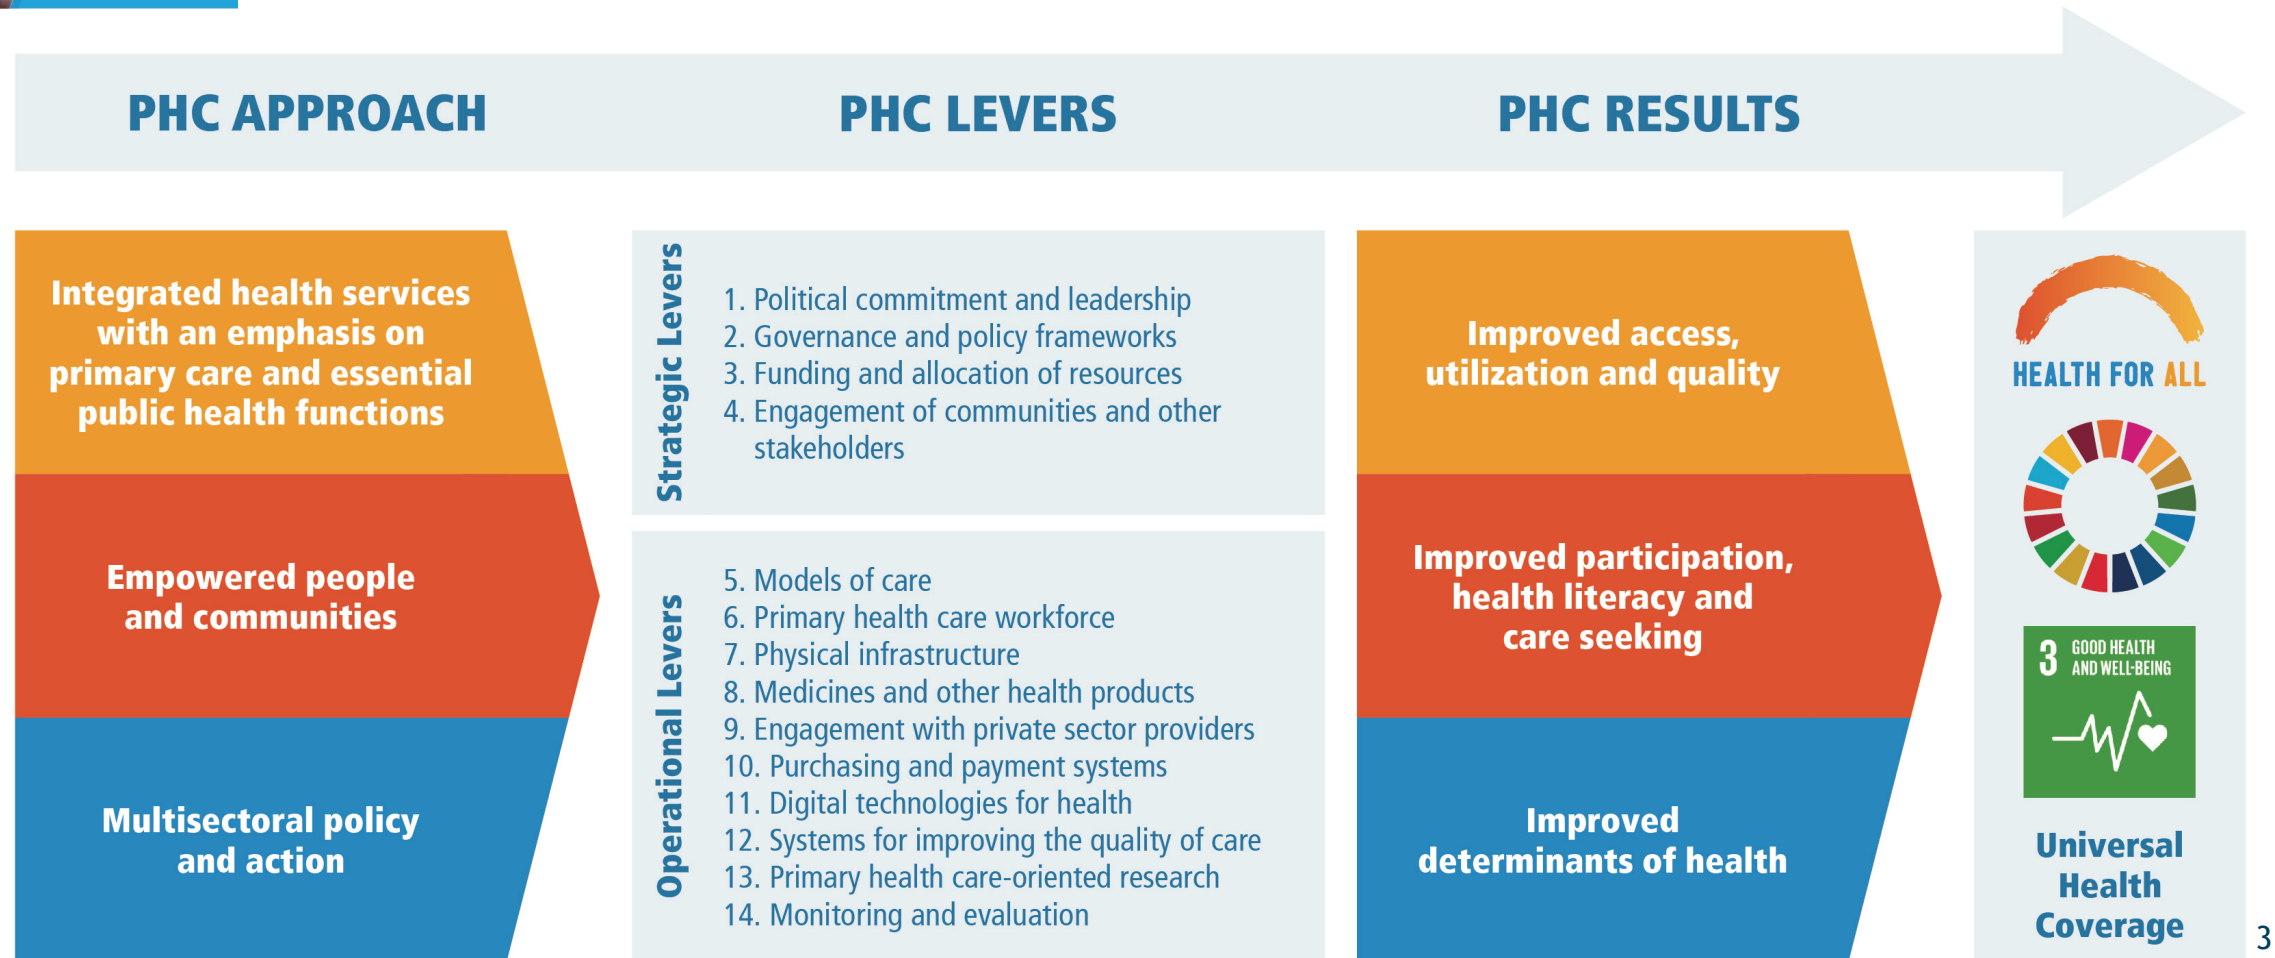 PHC APPROACH
PHC LEVERS
PHC RESULTS
Integrated health services
with an emphasis on
primary care and essential
public health functions
Empowered people
and communities
Multisectoral policy
and action
Strategic Levers
1. Political commitment and leadership
2. Governance and policy frameworks
3. Funding and allocation of resources
4. Engagement of communities and other
stakeholders
Operational Levers
5. Models of care
6. Primary health care workforce
7. Physical infrastructure
8. Medicines and other health products
9. Engagement with private sector providers
10. Purchasing and payment systems
11. Digital technologies for health
12. Systems for improving the quality of care
13. Primary health care-oriented research
14. Monitoring and evaluation
Improved access,
utilization and quality
Improved participation,
health literacy and
care seeking
Improved
determinants of health
HEALTH FOR ALL
3 GOOD HEALTH
AND WELL-BEING
Universal
Health
Coverage
3